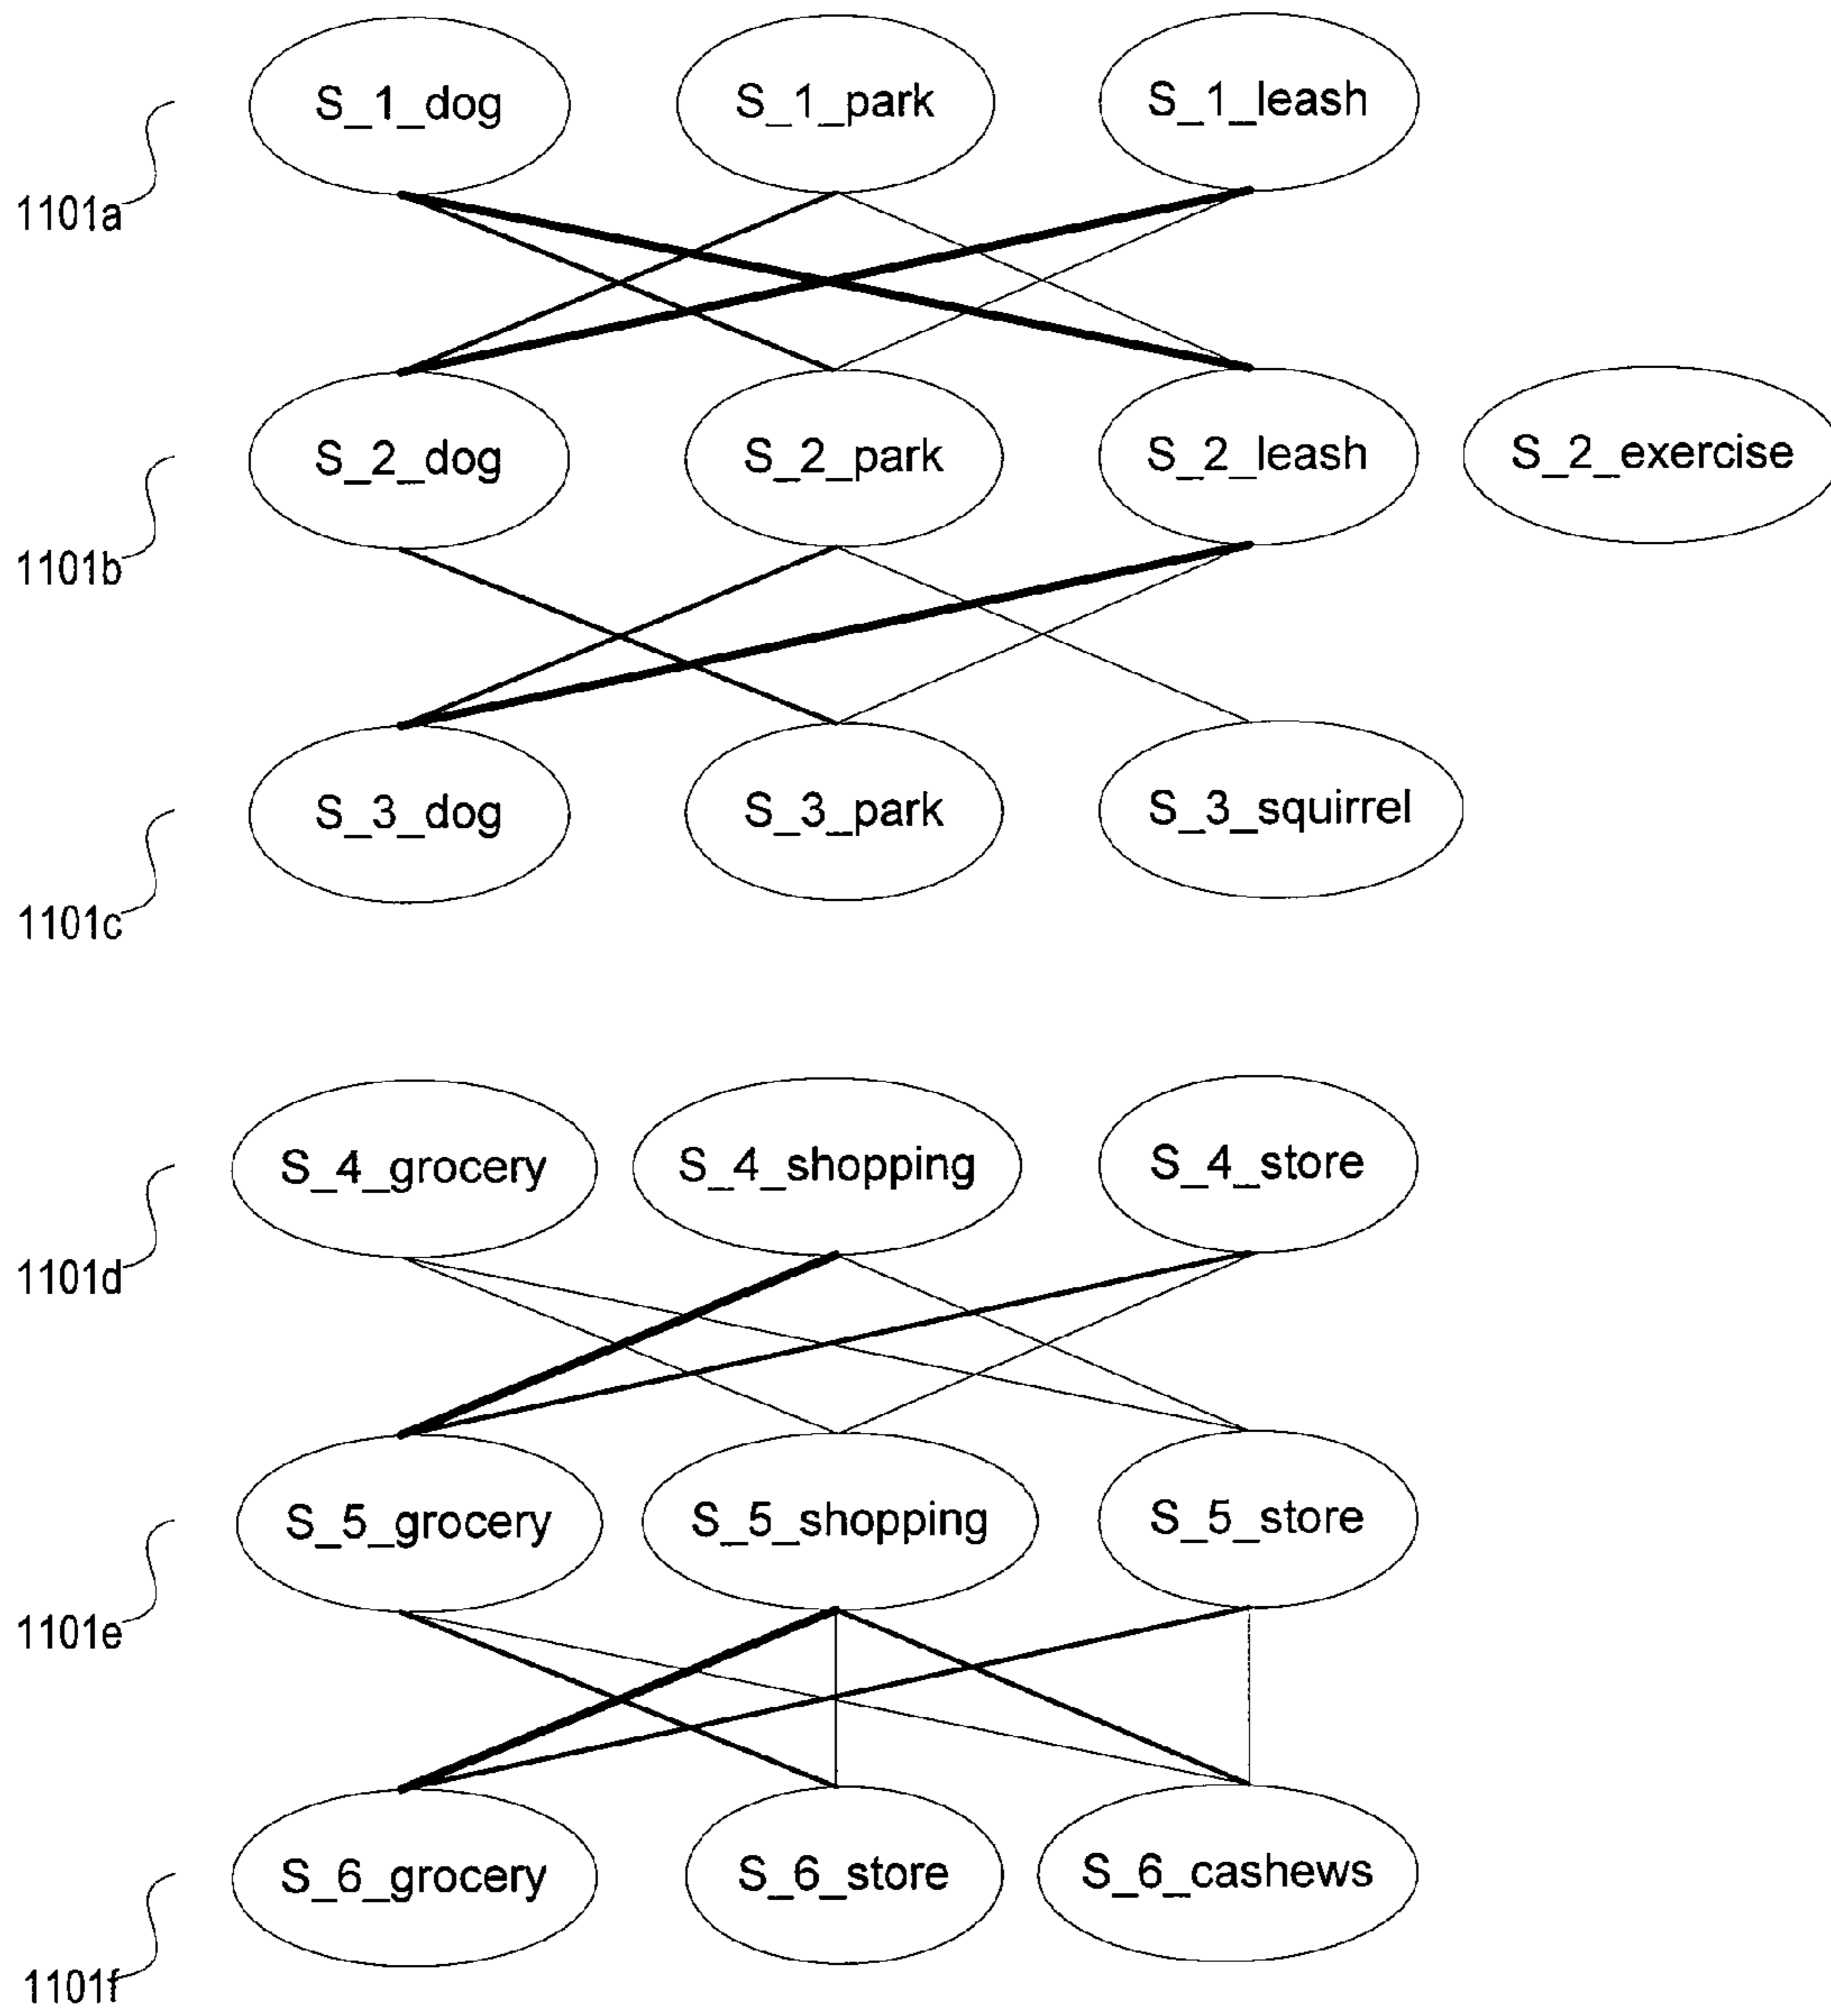 S_1_dog S_1_park S_1_leash
1101a
S_2_dog S_2_park S_2_leash S_2_exercise
1101b
S_3_dog S_3_park S_3_squirrel
1101c
S_4_grocery S_4_shopping S_4_store
1101d
S_5_grocery S_5_shopping S_5_store
1101e
S_6_grocery S_6_store S_6_cashews
1101f